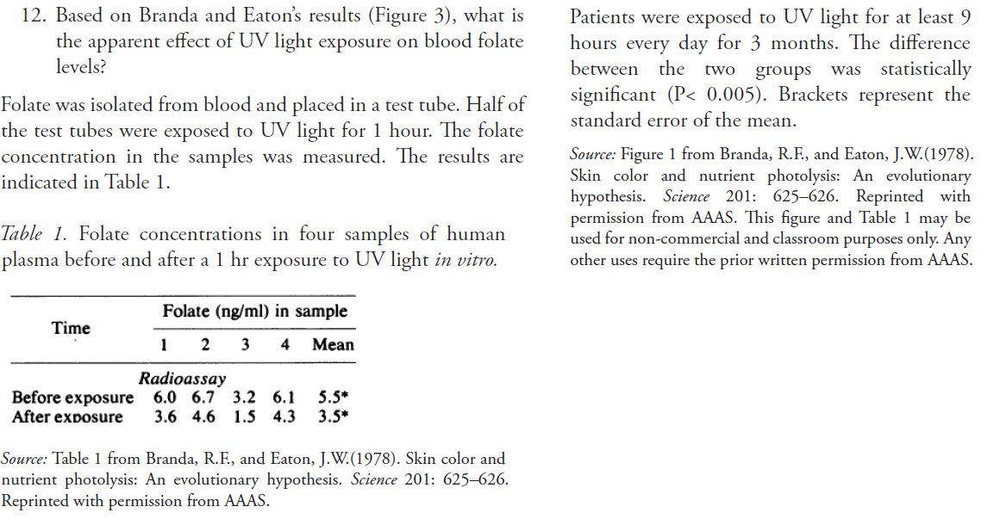 12. Based on Branda and Eaton's results (Figure 3), what is
the apparent effect of UV light exposure on blood folate
levels?
Folate was isolated from blood and placed in a test tube. Half of
the test tubes were exposed to UV light for 1 hour. The folate
concentration in the samples was measured. The results are
indicated in Table 1.
Table 1. Folate concentrations in four samples of human
plasma before and after a 1 hr exposure to UV light in vitro.
Folate (ng/ml) in sample
Time
1 2 3 4 Mean
Radioassay
Before exposure 6.0 6.7 3.2 6.1 5.5*
After exposure 3.6 4.6 1.5 4.3 3.5*
Source: Table 1 from Branda, R.F., and Eaton, J.W.(1978). Skin color and
nutrient photolysis: An evolutionary hypothesis. Science 201: 625–626.
Reprinted with permission from AAAS.
Patients were exposed to UV light for at least 9
hours every day for 3 months. The difference
between the two groups was statistically
significant (P< 0.005). Brackets represent the
standard error of the mean.
Source: Figure 1 from Branda, R.F., and Eaton, J.W.(1978).
Skin color and nutrient photolysis: An evolutionary
hypothesis. Science 201: 625–626. Reprinted with
permission from AAAS. This figure and Table 1 may be
used for non-commercial and classroom purposes only. Any
other uses require the prior written permission from AAAS.